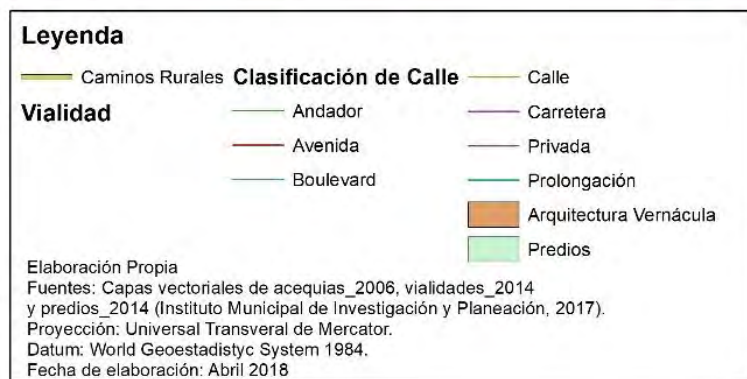 Leyenda
Caminos Rurales
Vialidad
Clasificación de Calle
Andador
Avenida
Boulevard
Calle
Carretera
Privada
Prolongación
Arquitectura Vernácula
Predios
Elaboración Propia
Fuentes: Capas vectoriales de acequias_2006, vialidades_2014
y predios_2014 (Instituto Municipal de Investigación y Planeación, 2017).
Proyección: Universal Transveral de Mercator.
Datum: World Geoestadistyc System 1984.
Fecha de elaboración: Abril 2018